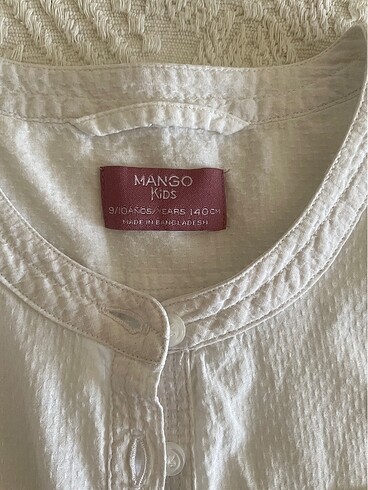 MANGO
KIDS
9/10 AÑOS/YEARS 140 CM
MADE IN BANGLADESH